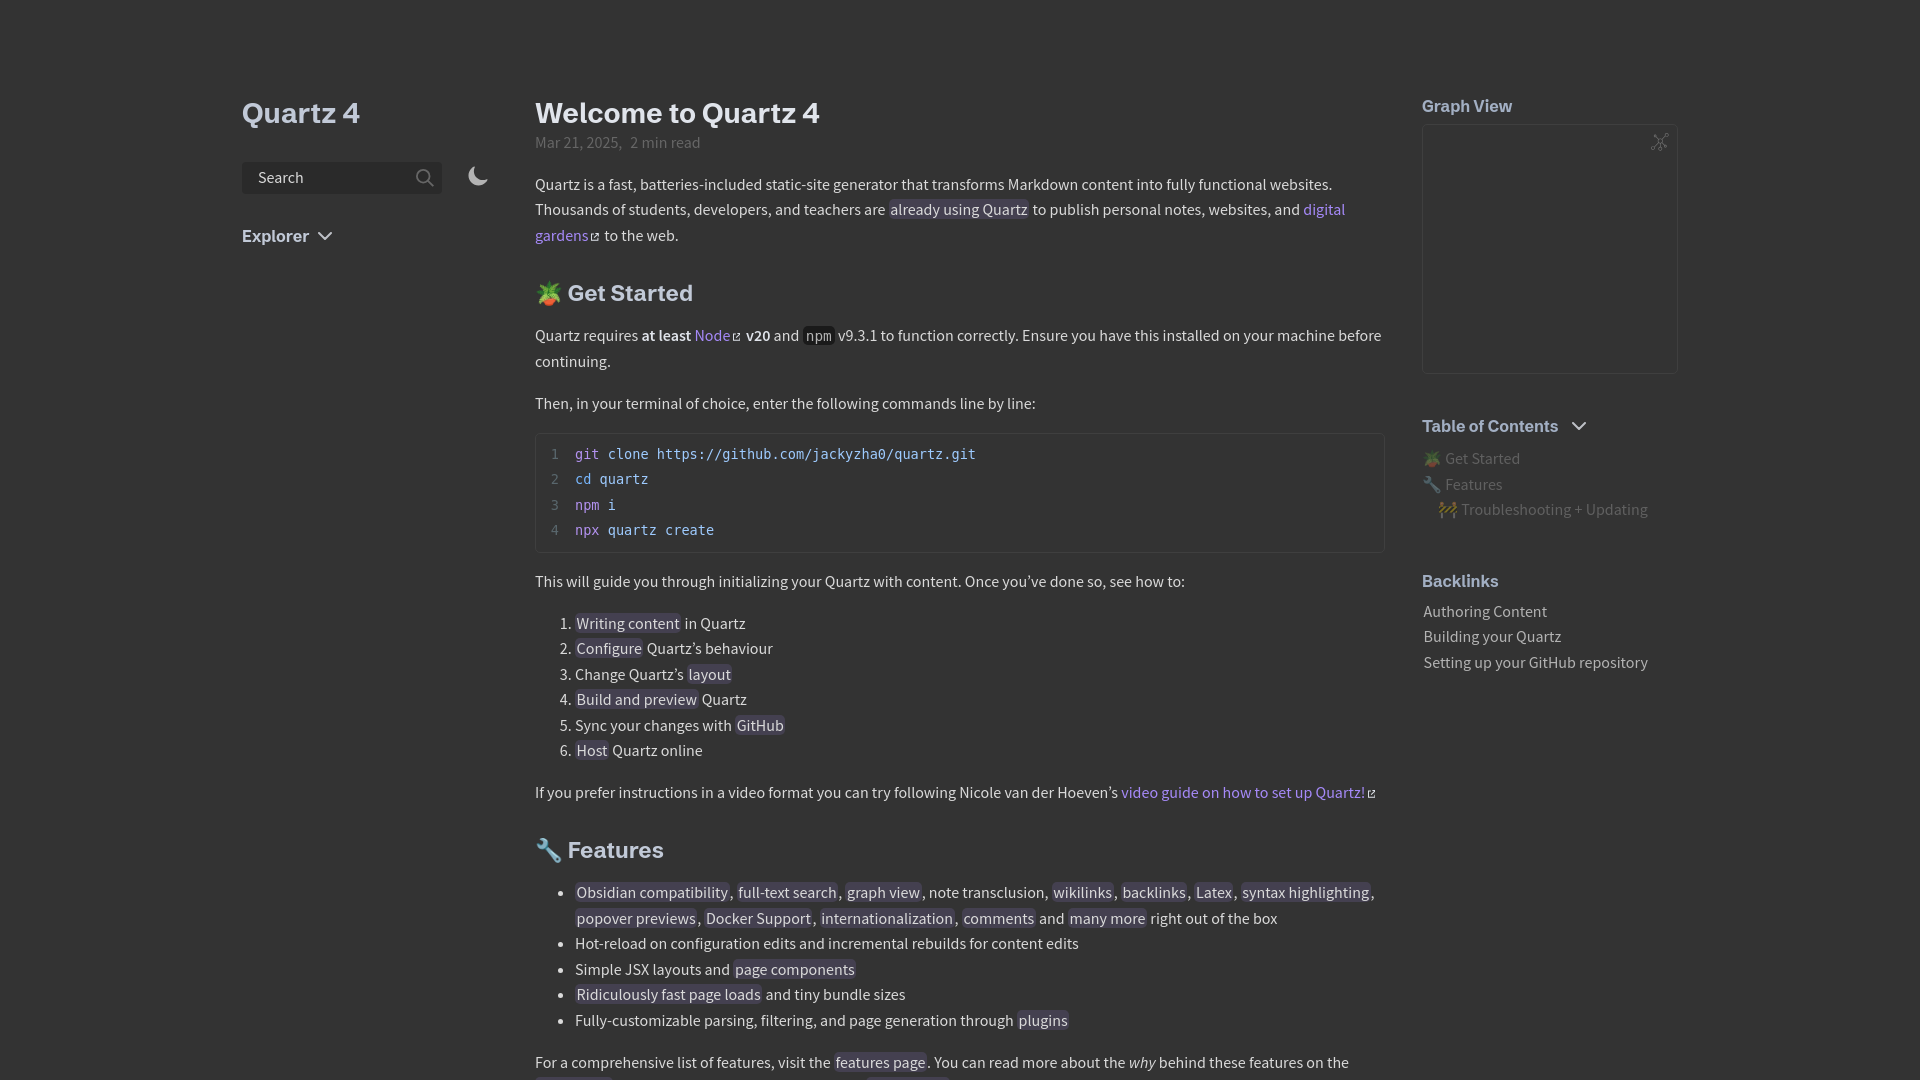 Quartz 4
Search
Explorer
Welcome to Quartz 4
Mar 21, 2025, 2 min read
Quartz is a fast, batteries-included static-site generator that transforms Markdown content into fully functional websites.
Thousands of students, developers, and teachers are already using Quartz to publish personal notes, websites, and digital
gardens to the web.
🪴 Get Started
Quartz requires at least Node v20 and npm v9.3.1 to function correctly. Ensure you have this installed on your machine before
continuing.
Then, in your terminal of choice, enter the following commands line by line:
1 git clone https://github.com/jackyzha0/quartz.git
2 cd quartz
3 npm i
4 npx quartz create
This will guide you through initializing your Quartz with content. Once you’ve done so, see how to:
1. Writing content in Quartz
2. Configure Quartz’s behaviour
3. Change Quartz’s layout
4. Build and preview Quartz
5. Sync your changes with GitHub
6. Host Quartz online
If you prefer instructions in a video format you can try following Nicole van der Hoeven’s video guide on how to set up Quartz!
🔧 Features
• Obsidian compatibility, full-text search, graph view, note transclusion, wikilinks, backlinks, Latex, syntax highlighting,
popover previews, Docker Support, internationalization, comments and many more right out of the box
• Hot-reload on configuration edits and incremental rebuilds for content edits
• Simple JSX layouts and page components
• Ridiculously fast page loads and tiny bundle sizes
• Fully-customizable parsing, filtering, and page generation through plugins
For a comprehensive list of features, visit the features page. You can read more about the why behind these features on the
Graph View
Table of Contents
🪴 Get Started
🔧 Features
🚧 Troubleshooting + Updating
Backlinks
Authoring Content
Building your Quartz
Setting up your GitHub repository